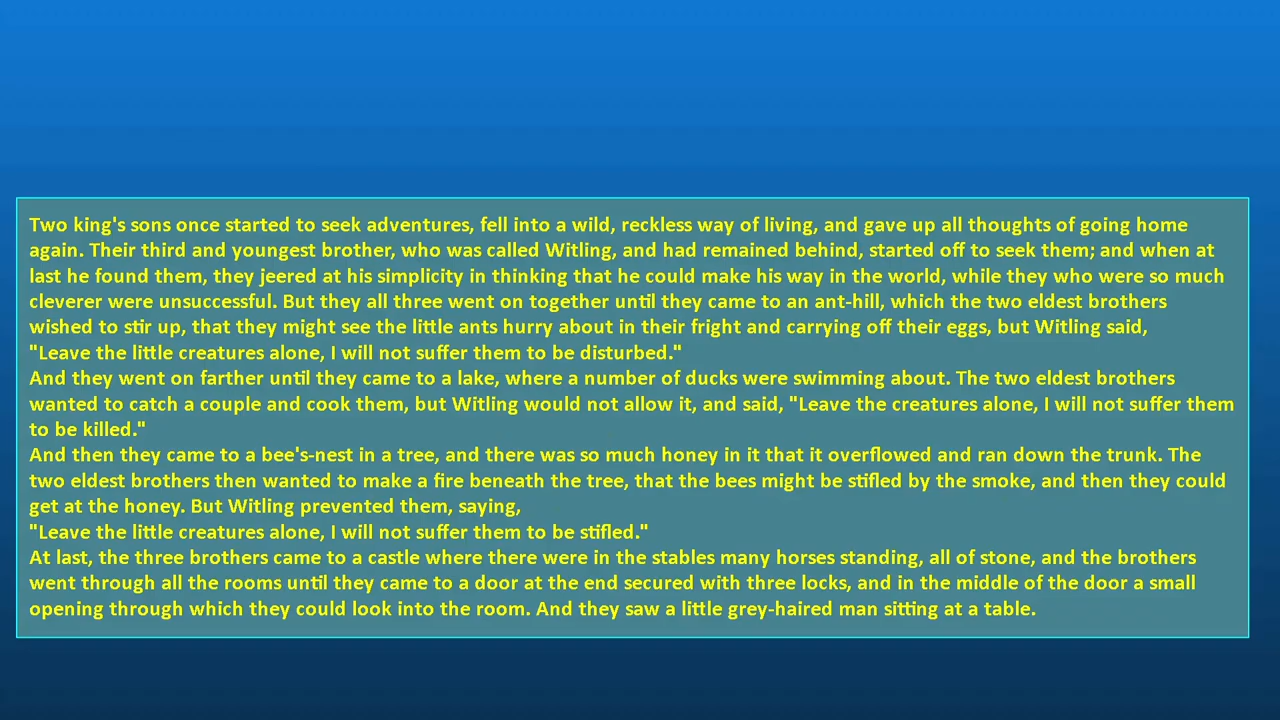 Two king's sons once started to seek adventures, fell into a wild, reckless way of living, and gave up all thoughts of going home
again. Their third and youngest brother, who was called Witling, and had remained behind, started off to seek them; and when at
last he found them, they jeered at his simplicity in thinking that he could make his way in the world, while they who were so much
cleverer were unsuccessful. But they all three went on together until they came to an ant-hill, which the two eldest brothers
wished to stir up, that they might see the little ants hurry about in their fright and carrying off their eggs, but Witling said,
"Leave the little creatures alone, I will not suffer them to be disturbed."
And they went on farther until they came to a lake, where a number of ducks were swimming about. The two eldest brothers
wanted to catch a couple and cook them, but Witling would not allow it, and said, "Leave the creatures alone, I will not suffer them
to be killed."
And then they came to a bee's-nest in a tree, and there was so much honey in it that it overflowed and ran down the trunk. The
two eldest brothers then wanted to make a fire beneath the tree, that the bees might be stifled by the smoke, and then they could
get at the honey. But Witling prevented them, saying,
"Leave the little creatures alone, I will not suffer them to be stifled."
At last, the three brothers came to a castle where there were in the stables many horses standing, all of stone, and the brothers
went through all the rooms until they came to a door at the end secured with three locks, and in the middle of the door a small
opening through which they could look into the room. And they saw a little grey-haired man sitting at a table.